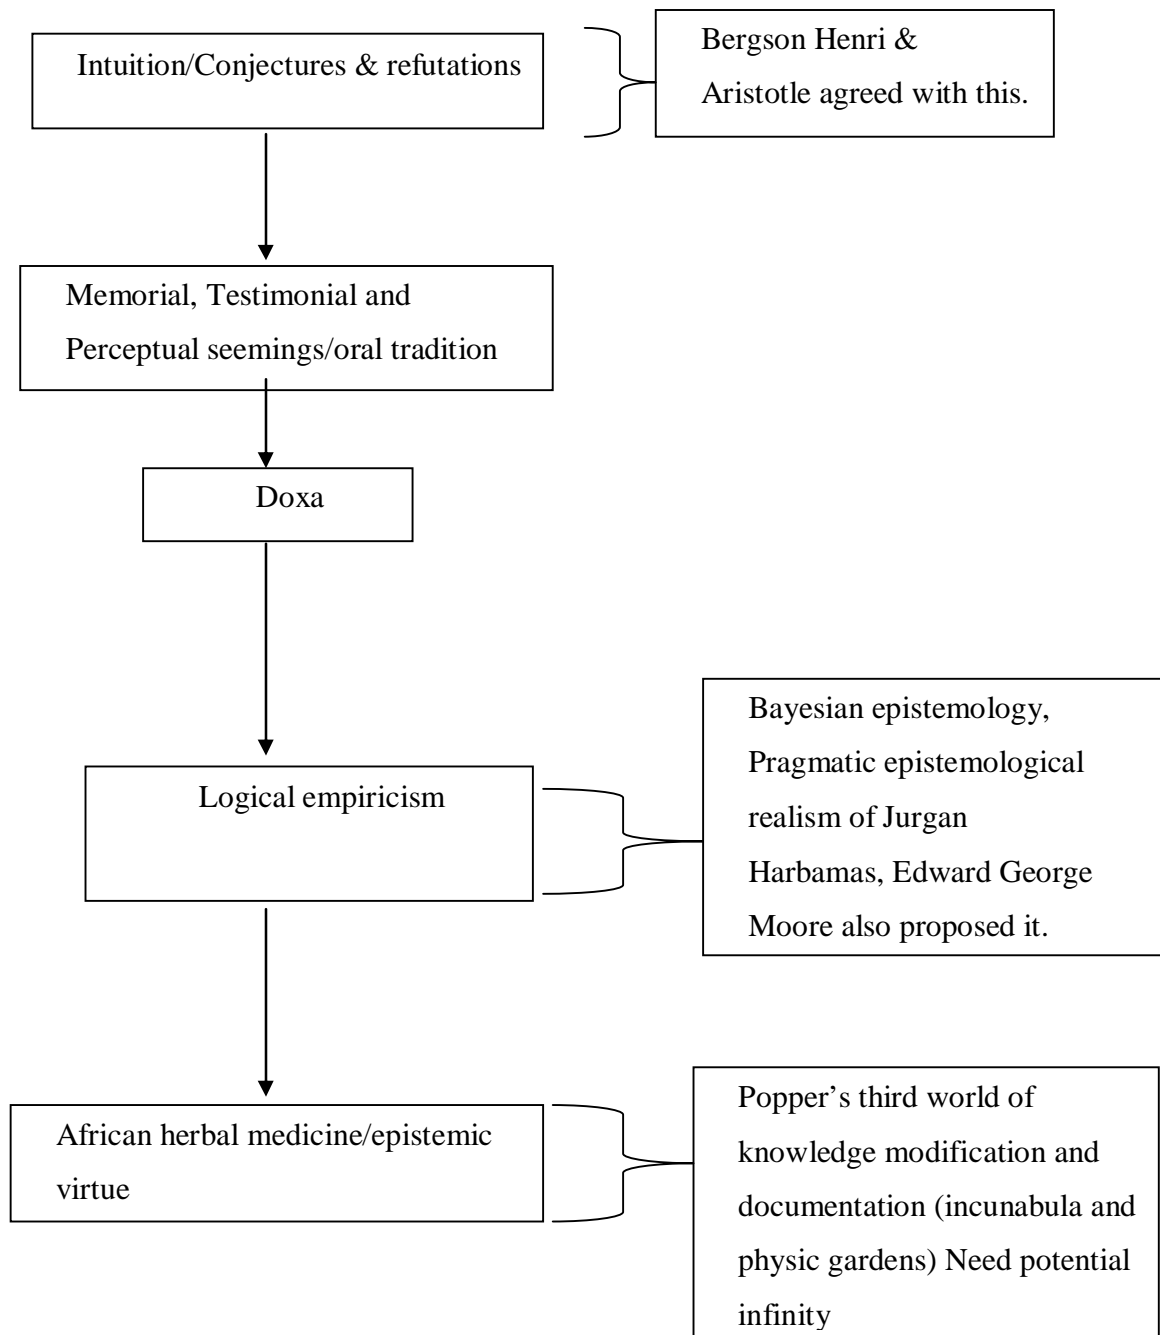 Intuition/Conjectures & refutations
Bergson Henri &
Aristotle agreed with this.
Memorial, Testimonial and
Perceptual seemings/oral tradition
Doxa
Logical empiricism
Bayesian epistemology,
Pragmatic epistemological
realism of Jurgan
Harbamas, Edward George
Moore also proposed it.
African herbal medicine/epistemic
virtue
Popper’s third world of
knowledge modification and
documentation (incunabula and
physic gardens) Need potential
infinity